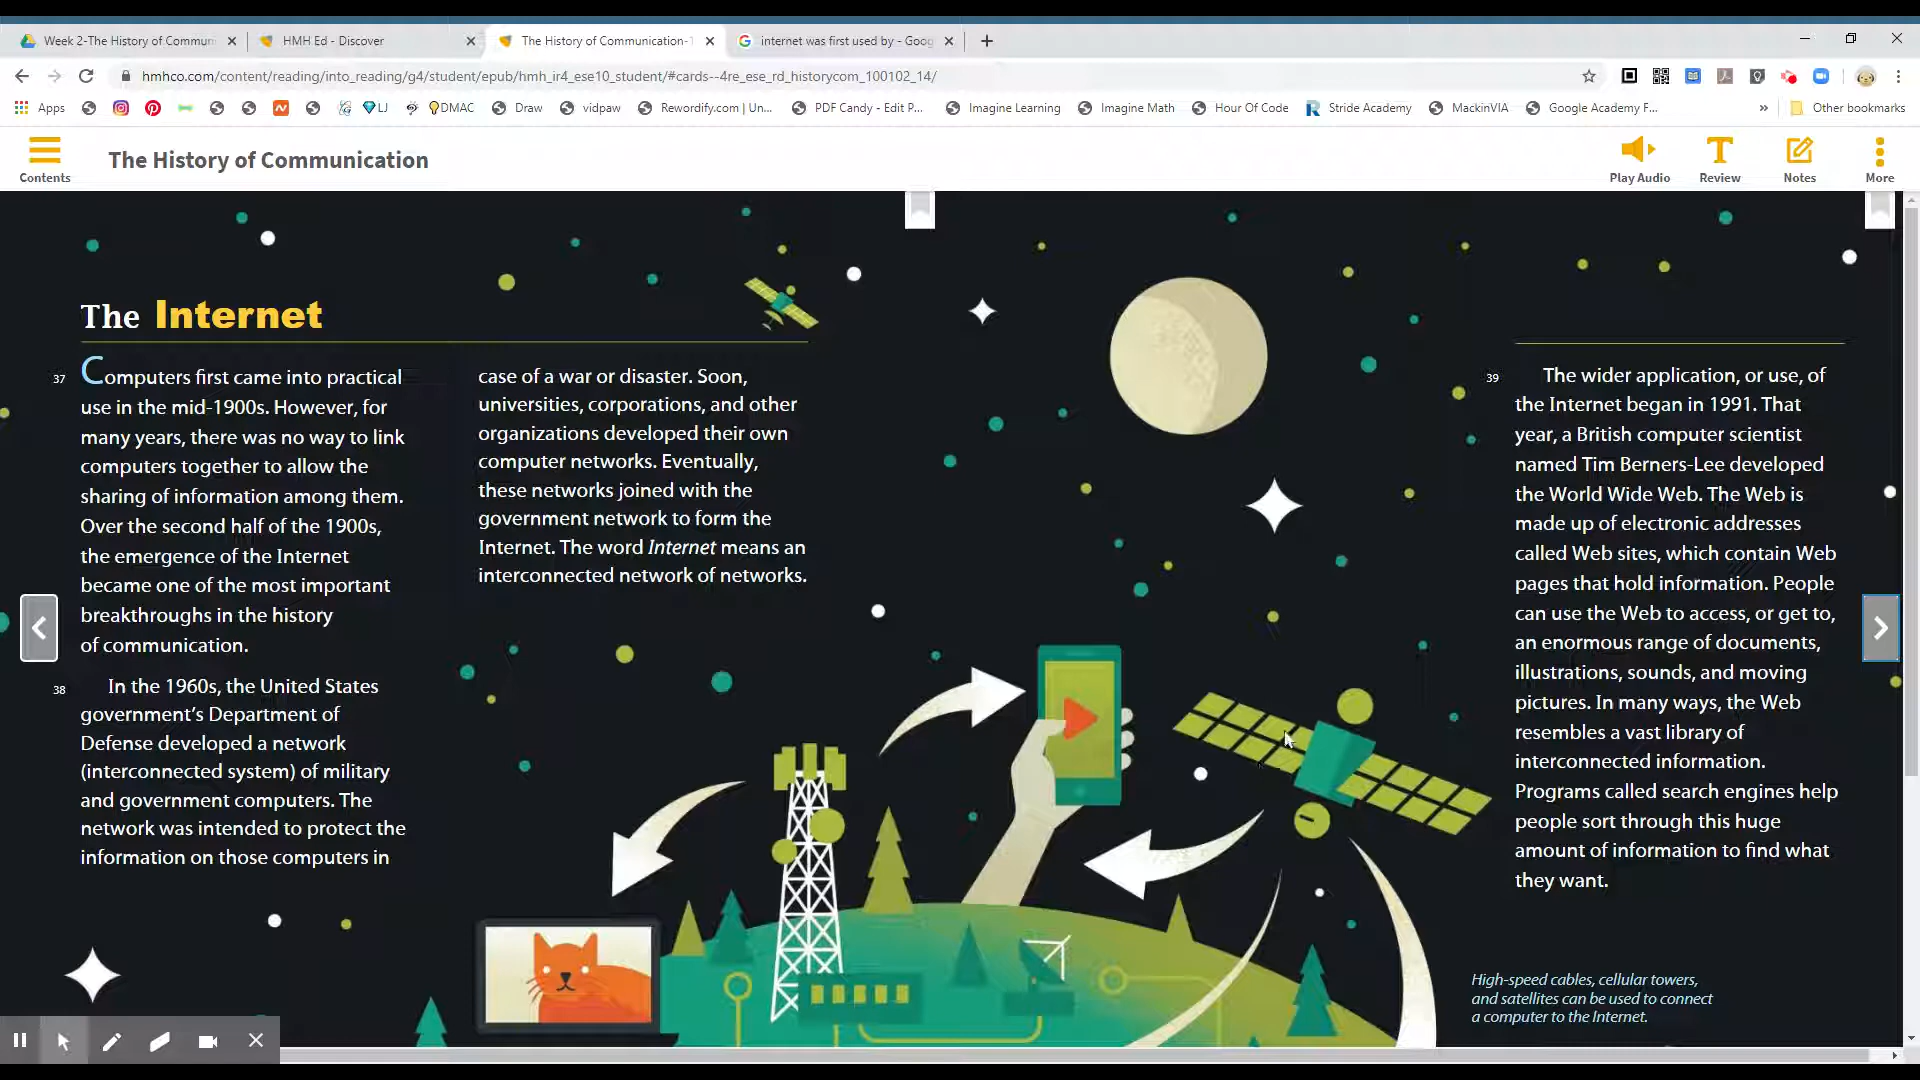 Week 2-The History of Commun
HMH Ed - Discover
The History of Communication-
internet was first used by - Goog
hmhco.com/content/reading/into_reading/g4/student/epub/hmh_ir4_ese10_student/#cards--4re_ese_rd_historycom_100102_14/
Apps
LJ
DMAC
Draw
vidpaw
Rewordify.com | Un...
PDF Candy - Edit P...
Imagine Learning
Imagine Math
Hour Of Code
Stride Academy
MackinVIA
Google Academy F...
»
Other bookmarks
Contents
The History of Communication
Play Audio
Review
Notes
More
The Internet
37
Computers first came into practical
use in the mid-1900s. However, for
many years, there was no way to link
computers together to allow the
sharing of information among them.
Over the second half of the 1900s,
the emergence of the Internet
became one of the most important
breakthroughs in the history
of communication.
38
In the 1960s, the United States
government's Department of
Defense developed a network
(interconnected system) of military
and government computers. The
network was intended to protect the
information on those computers in
case of a war or disaster. Soon,
universities, corporations, and other
organizations developed their own
computer networks. Eventually,
these networks joined with the
government network to form the
Internet. The word Internet means an
interconnected network of networks.
39
The wider application, or use, of
the Internet began in 1991. That
year, a British computer scientist
named Tim Berners-Lee developed
the World Wide Web. The Web is
made up of electronic addresses
called Web sites, which contain Web
pages that hold information. People
can use the Web to access, or get to,
an enormous range of documents,
illustrations, sounds, and moving
pictures. In many ways, the Web
resembles a vast library of
interconnected information.
Programs called search engines help
people sort through this huge
amount of information to find what
they want.
High-speed cables, cellular towers,
and satellites can be used to connect
a computer to the Internet.